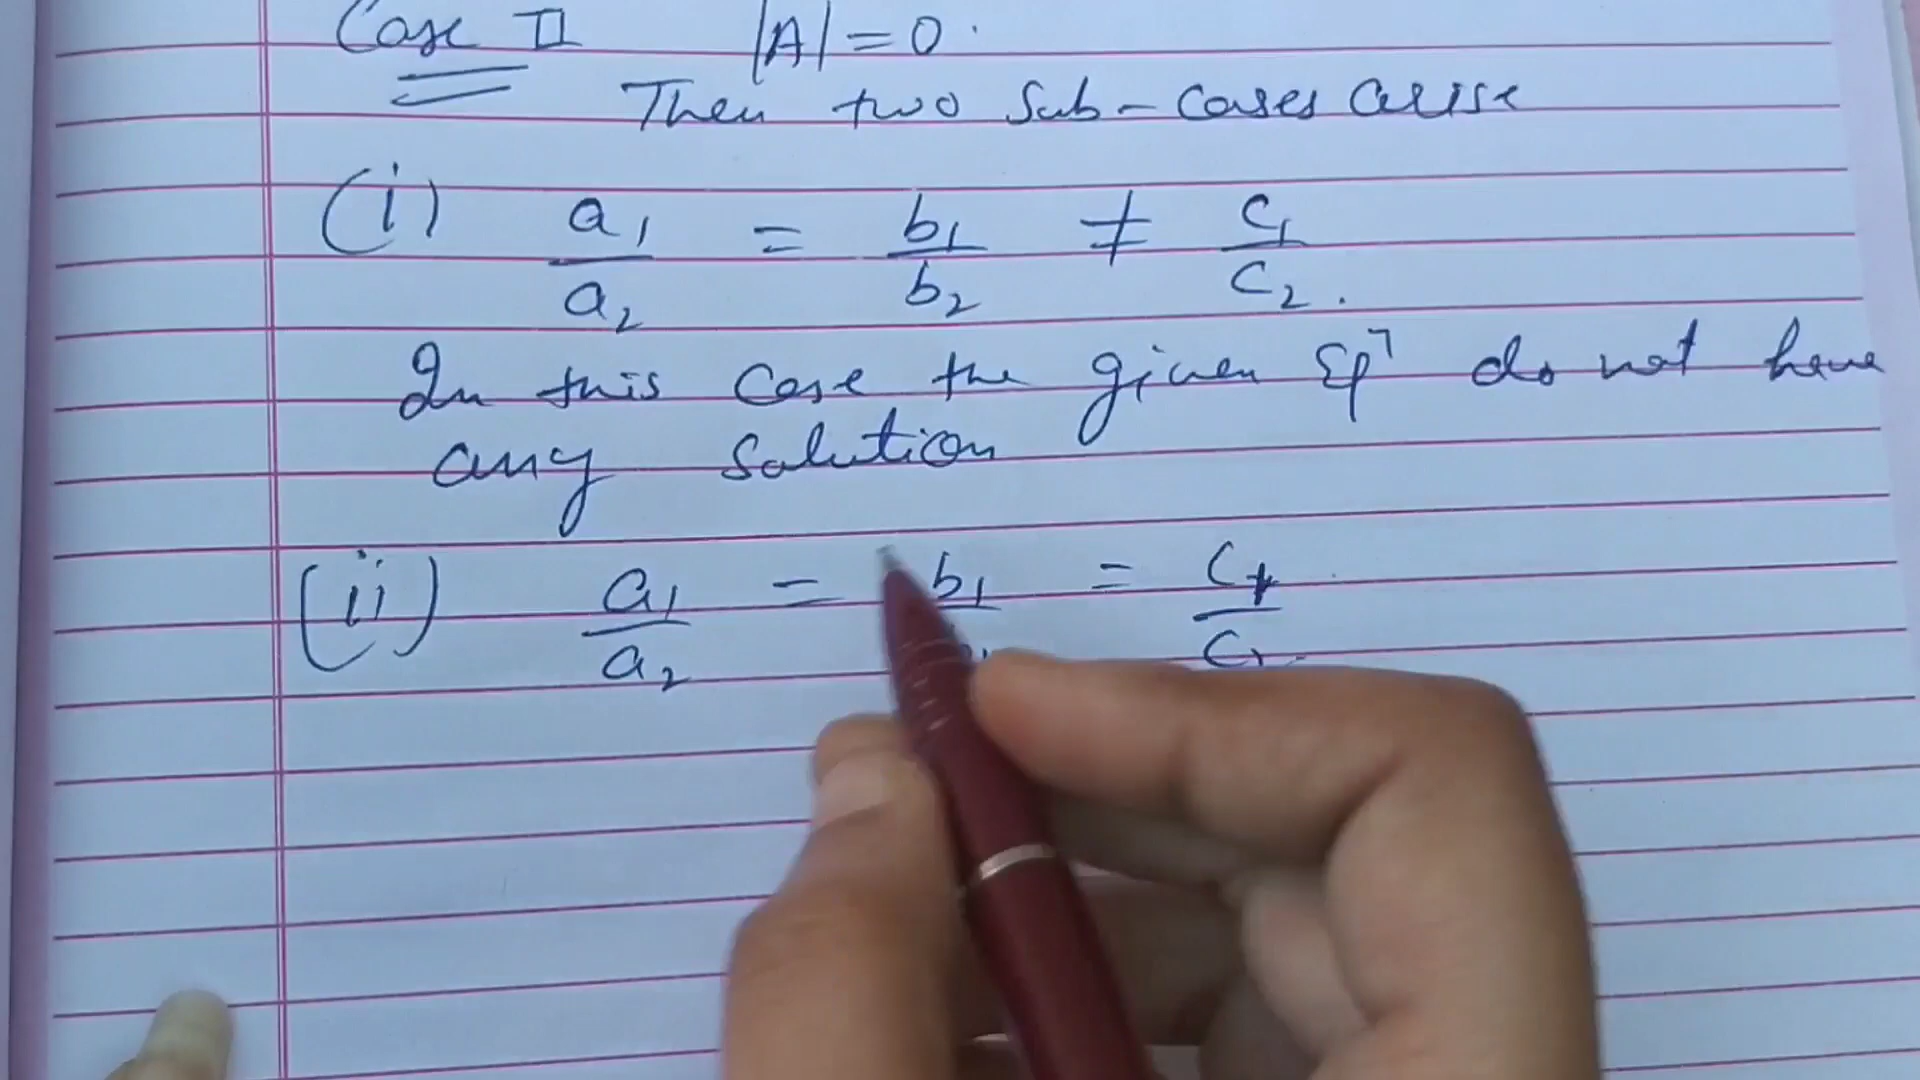 Case II |A| = 0.
Then two Sub-cases arise
(i) a1/a2 = b1/b2 ≠ c1/c2.
In this case the given Eqn do not have
any solution
(ii) a1/a2 = b1 = c1/c2.